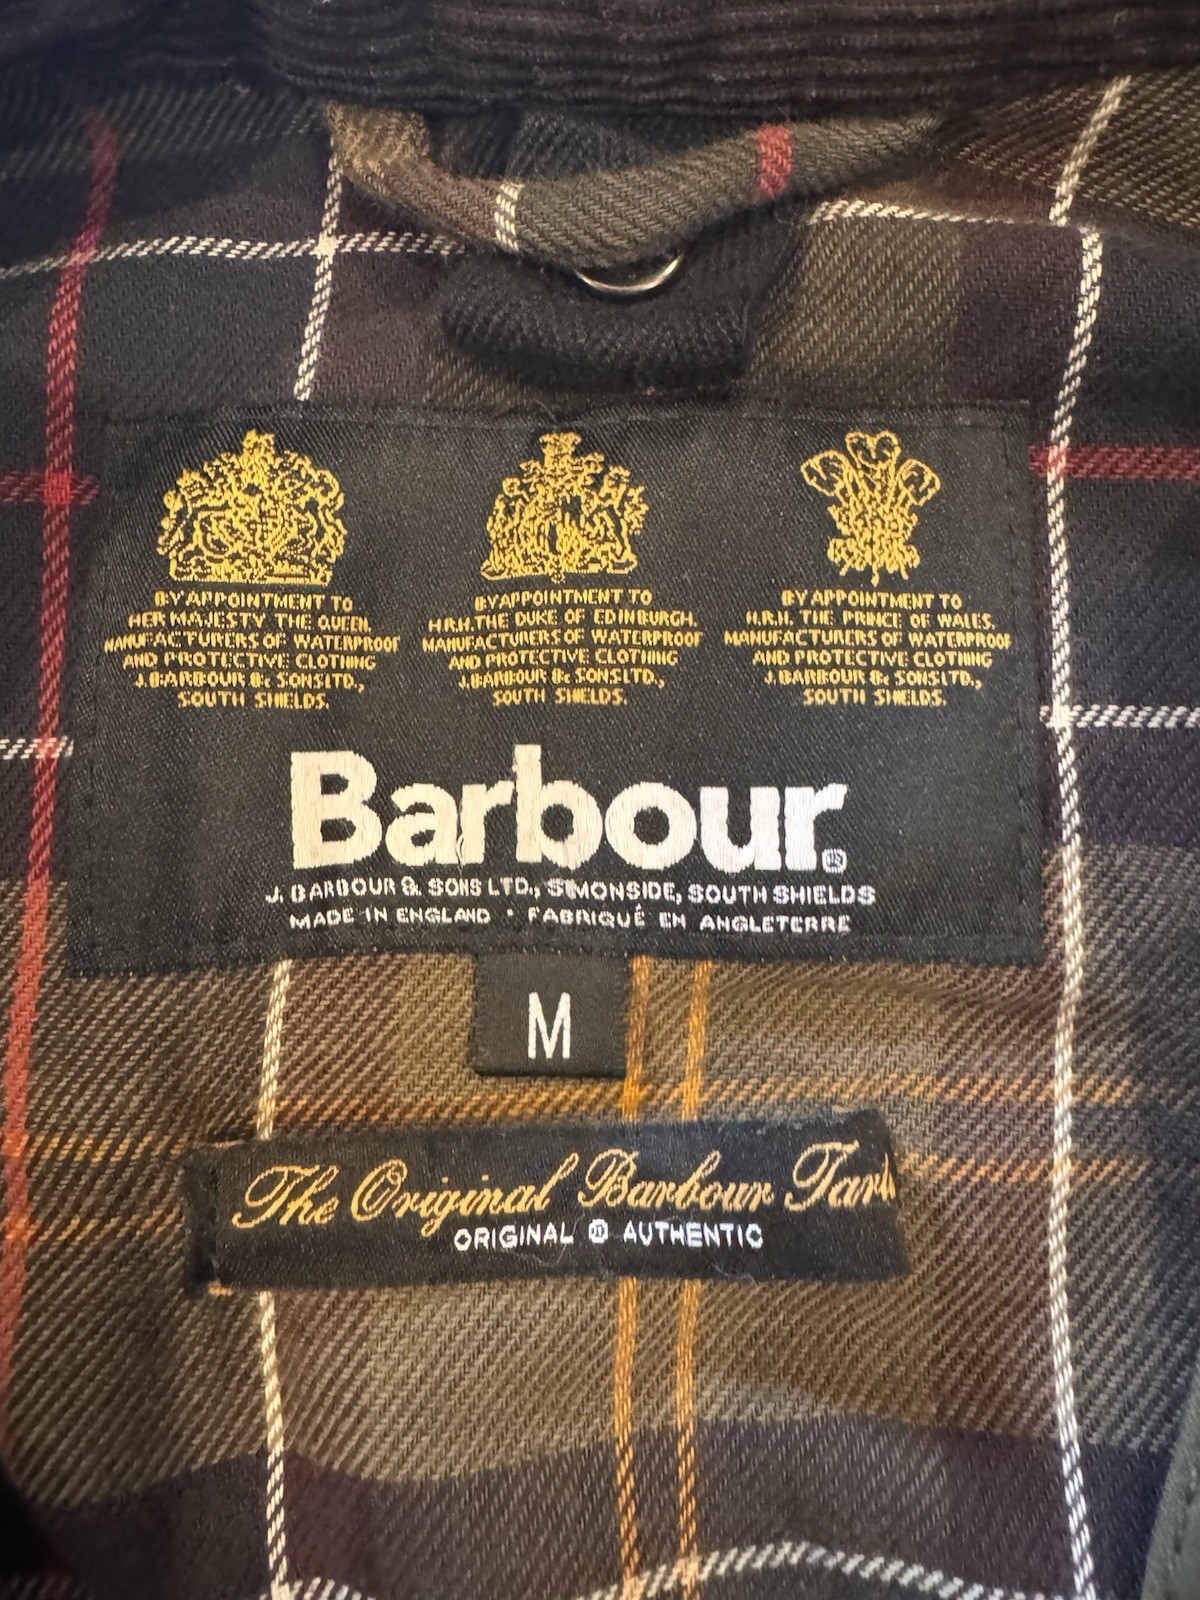 BY APPOINTMENT TO
HER MAJESTY THE QUEEN.
MANUFACTURERS OF WATERPROOF
AND PROTECTIVE CLOTHING
J. BARBOUR & SONS LTD.,
SOUTH SHIELDS.
BY APPOINTMENT TO
H.R.H. THE DUKE OF EDINBURGH.
MANUFACTURERS OF WATERPROOF
AND PROTECTIVE CLOTHING
J. BARBOUR & SONS LTD.,
SOUTH SHIELDS.
BY APPOINTMENT TO
H.R.H. THE PRINCE OF WALES.
MANUFACTURERS OF WATERPROOF
AND PROTECTIVE CLOTHING
J. BARBOUR & SONS LTD.,
SOUTH SHIELDS.
Barbour®
J. BARBOUR & SONS LTD., SIMONSIDE, SOUTH SHIELDS
MADE IN ENGLAND · FABRIQUÉ EN ANGLETERRE
M
The Original Barbour
ORIGINAL ® AUTHENTIC